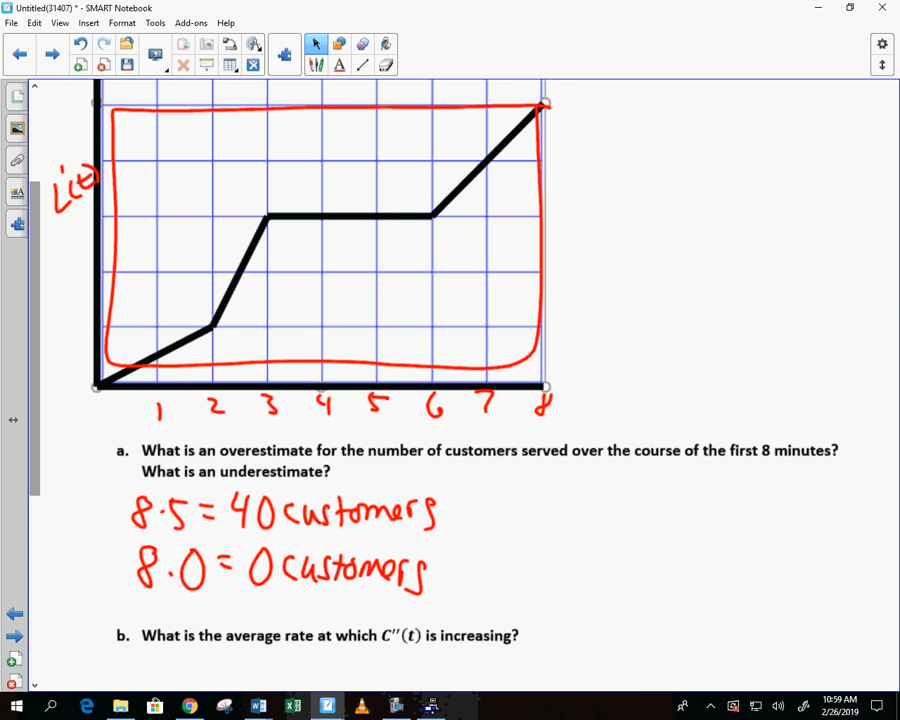 Untitled(31407) * - SMART Notebook
File Edit View Insert Format Tools Add-ons Help
1 2 3 4 5 6 7 8
a. What is an overestimate for the number of customers served over the course of the first 8 minutes?
What is an underestimate?
8·5 = 40 customers
8·0 = 0 customers
b. What is the average rate at which C''(t) is increasing?
10:59 AM
2/26/2019